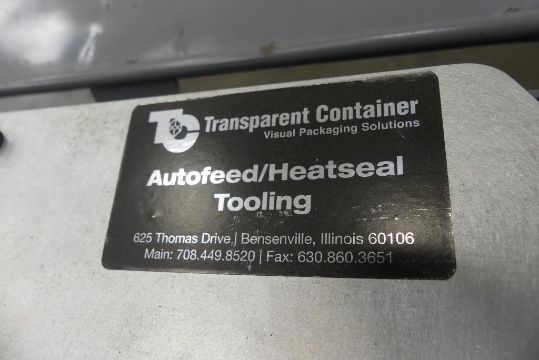 TC Transparent Container
Visual Packaging Solutions
Autofeed/Heatseal
Tooling
625 Thomas Drive | Bensenville, Illinois 60106
Main: 708.449.8520 | Fax: 630.860.3651